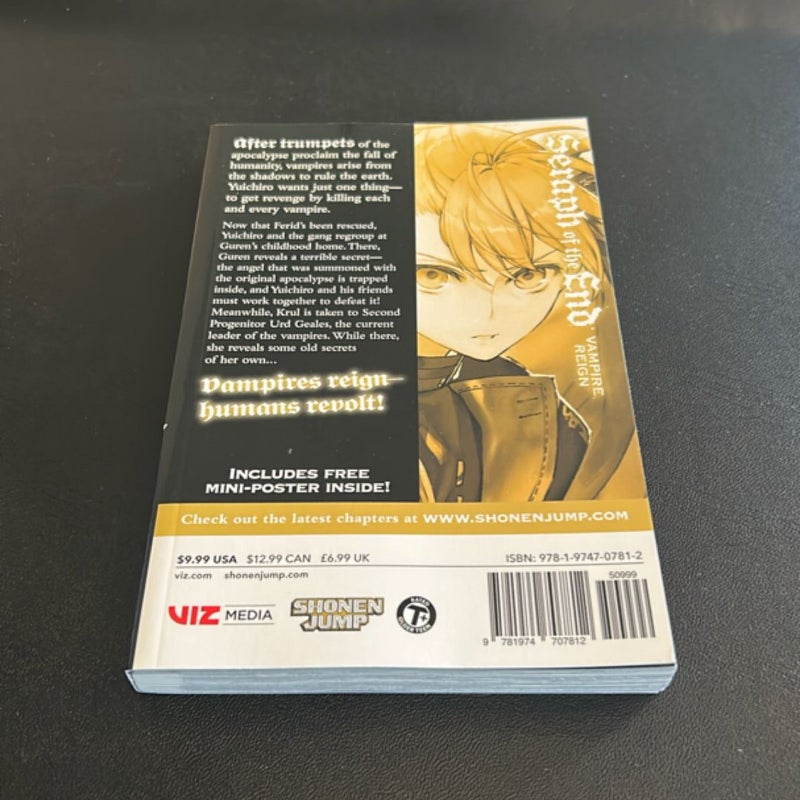 After trumpets of the
apocalypse proclaim the fall of
humanity, vampires arise from
the shadows to rule the earth.
Yuichiro wants just one thing—
to get revenge by killing each
and every vampire.
Now that Ferid's been rescued,
Yuichiro and the gang regroup at
Guren's childhood home. There,
Guren reveals a terrible secret—
the angel that was summoned with
the original apocalypse is trapped
inside, and Yuichiro and his friends
must work together to defeat it!
Meanwhile, Krul is taken to Second
Progenitor Urd Geales, the current
leader of the vampires. While there,
she reveals some old secrets
of her own...
Vampires reign—
humans revolt!
INCLUDES FREE
MINI-POSTER INSIDE!
Seraph of the End
VAMPIRE
REIGN
Check out the latest chapters at WWW.SHONENJUMP.COM
$9.99 USA $12.99 CAN £6.99 UK
viz.com shonenjump.com
ISBN: 978-1-9747-0781-2
50999
VIZ MEDIA
SHONEN
JUMP
RATED
T+
OLDER TEEN
9 781974 707812